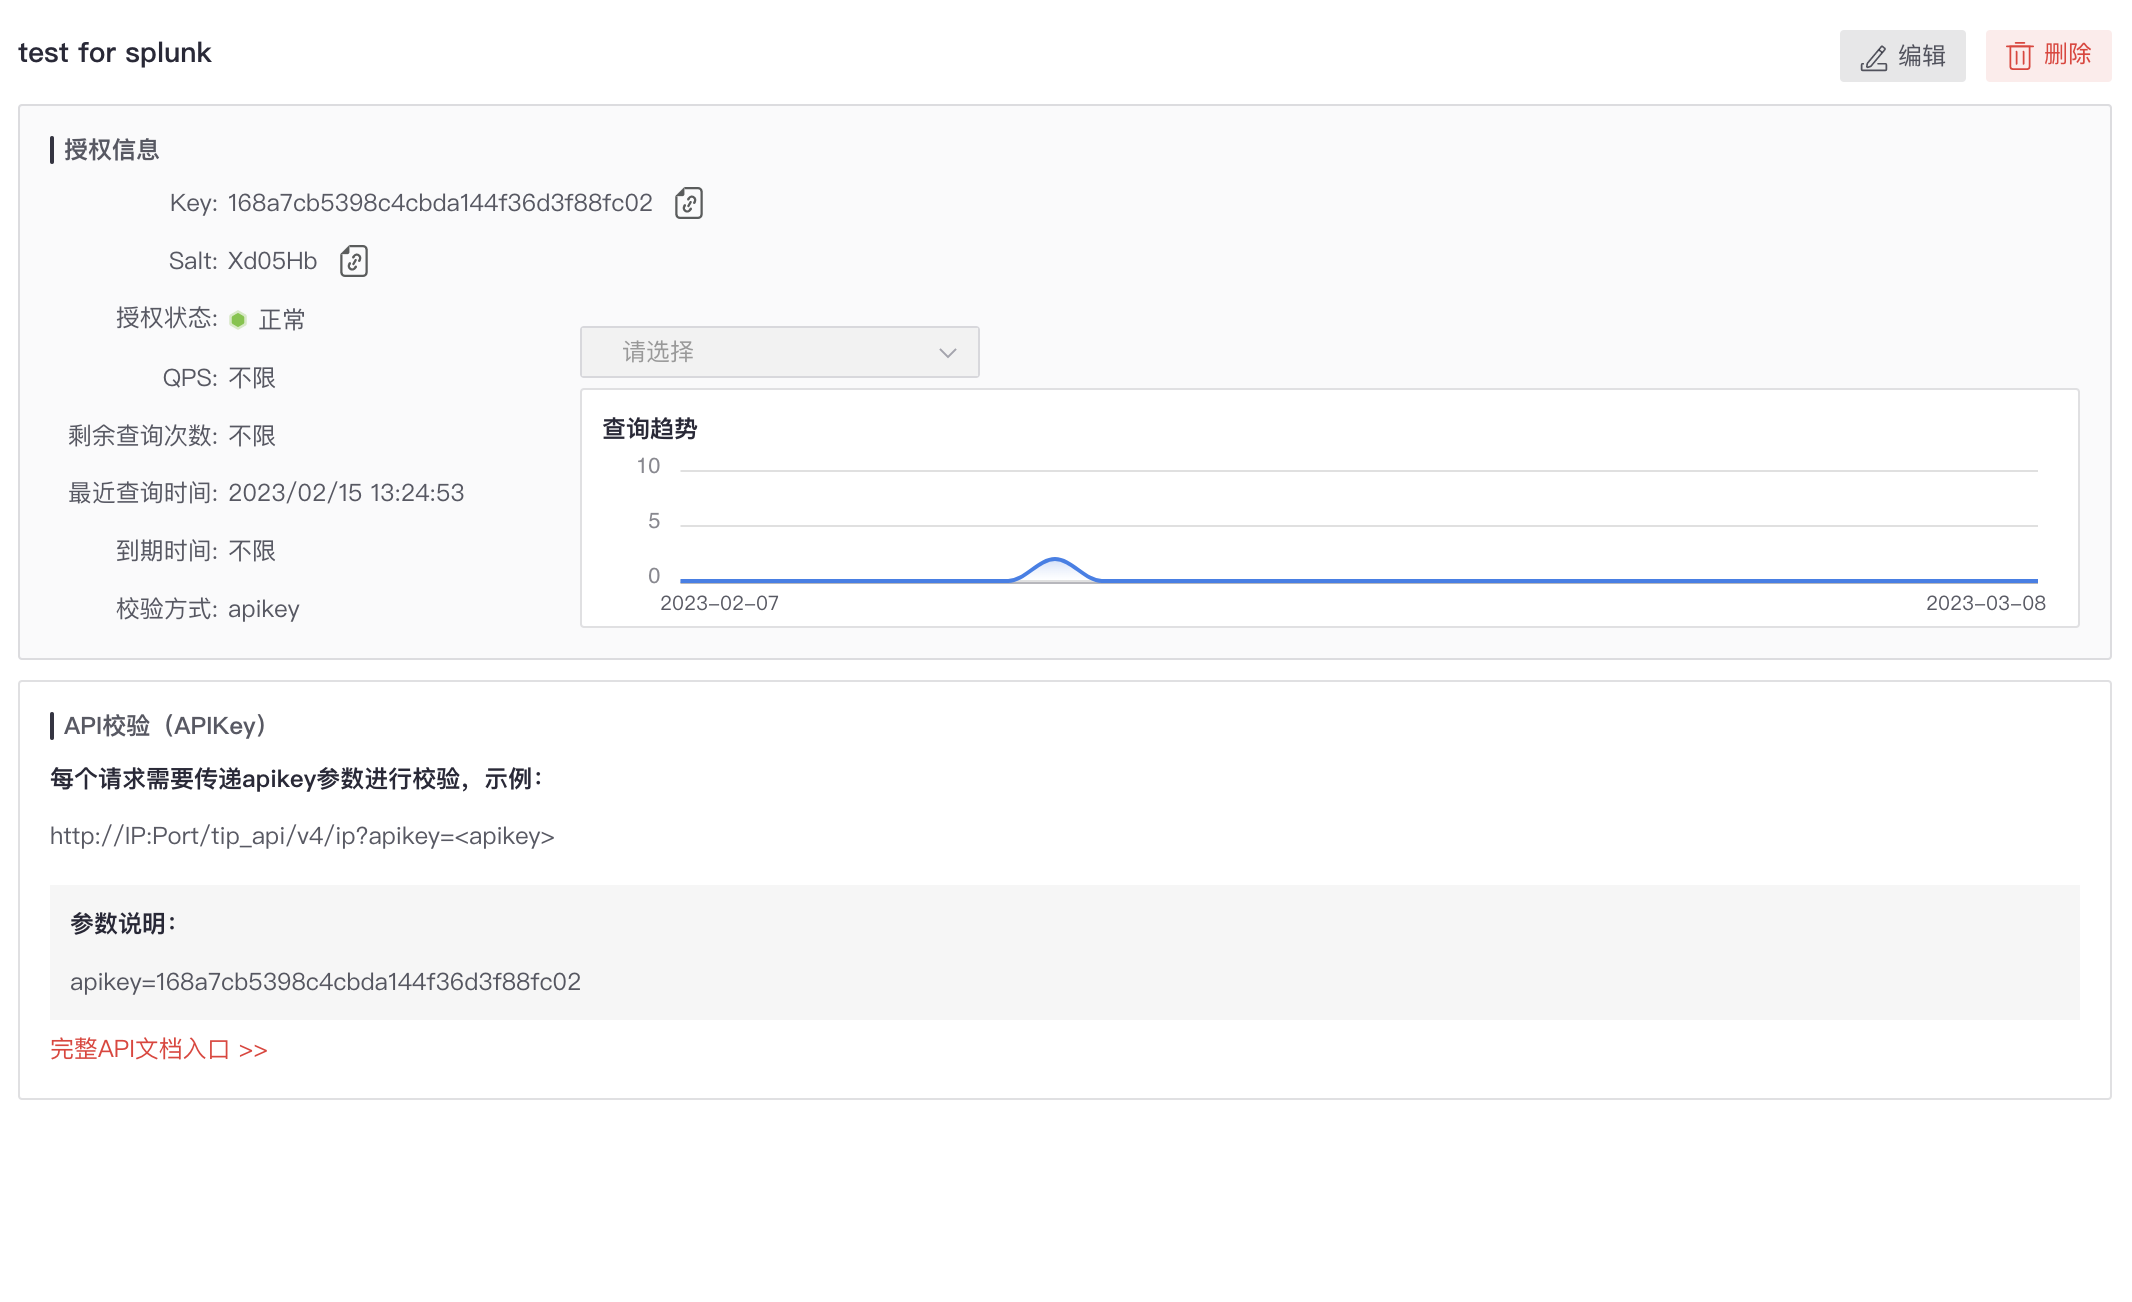 test for splunk
编辑
删除
授权信息
Key: 168a7cb5398c4cbda144f36d3f88fc02
Salt: Xd05Hb
授权状态: 正常
QPS: 不限
剩余查询次数: 不限
最近查询时间: 2023/02/15 13:24:53
到期时间: 不限
校验方式: apikey
请选择
查询趋势
10
5
0
2023-02-07
2023-03-08
API校验（APIKey）
每个请求需要传递apikey参数进行校验，示例：
http://IP:Port/tip_api/v4/ip?apikey=<apikey>
参数说明：
apikey=168a7cb5398c4cbda144f36d3f88fc02
完整API文档入口 >>